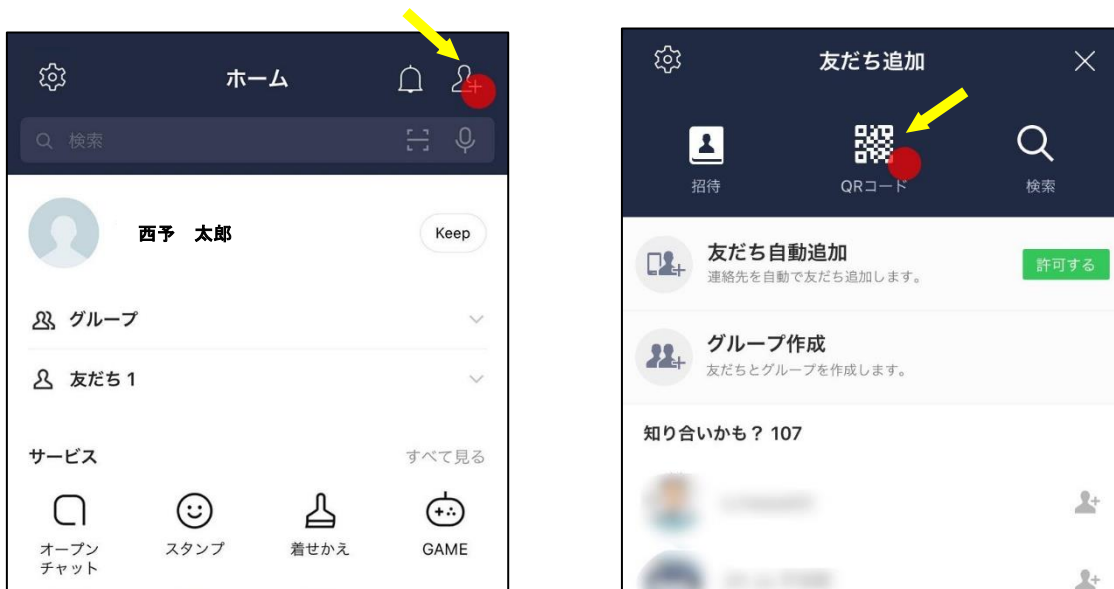 ホーム
検索
西予 太郎
Keep
グループ
友だち 1
サービス
すべて見る
オープン
チャット
スタンプ
着せかえ
GAME
友だち追加
招待
QRコード
検索
友だち自動追加
連絡先を自動で友だち追加します。
許可する
グループ作成
友だちとグループを作成します。
知り合いかも? 107